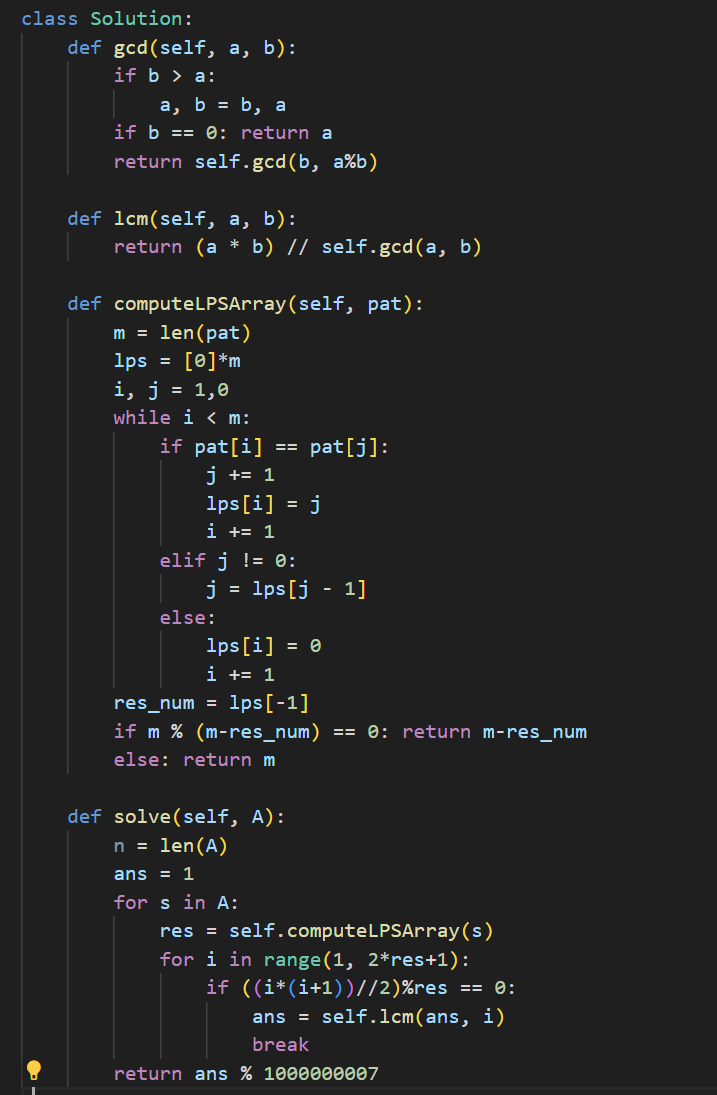 class Solution:
    def gcd(self, a, b):
        if b > a:
            a, b = b, a
        if b == 0: return a
        return self.gcd(b, a%b)

    def lcm(self, a, b):
        return (a * b) // self.gcd(a, b)

    def computeLPSArray(self, pat):
        m = len(pat)
        lps = [0]*m
        i, j = 1,0
        while i < m:
            if pat[i] == pat[j]:
                j += 1
                lps[i] = j
                i += 1
            elif j != 0:
                j = lps[j - 1]
            else:
                lps[i] = 0
                i += 1
        res_num = lps[-1]
        if m % (m-res_num) == 0: return m-res_num
        else: return m

    def solve(self, A):
        n = len(A)
        ans = 1
        for s in A:
            res = self.computeLPSArray(s)
            for i in range(1, 2*res+1):
                if ((i*(i+1))//2)%res == 0:
                    ans = self.lcm(ans, i)
                    break
        return ans % 1000000007